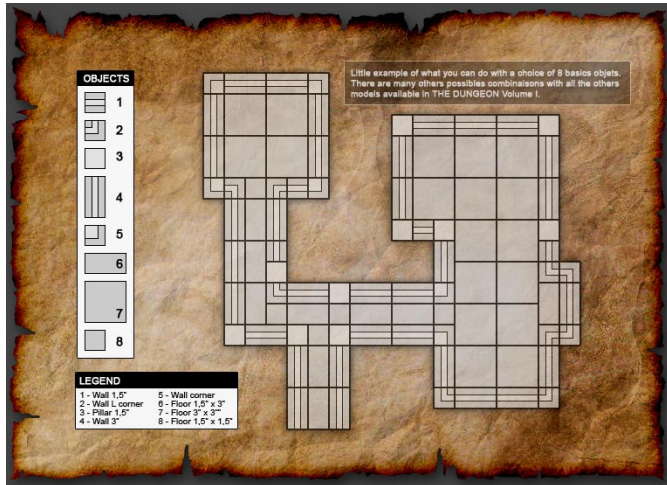 Little example of what you can do with a choice of 8 basics objets.
There are many others possibles combinaisons with all the others
models available in THE DUNGEON Volume I.
OBJECTS
1
2
3
4
5
6
7
8
LEGEND
1 - Wall 1,5"
2 - Wall L corner
3 - Pillar 1,5"
4 - Wall 3"
5 - Wall corner
6 - Floor 1,5" x 3"
7 - Floor 3" x 3""
8 - Floor 1,5" x 1,5"